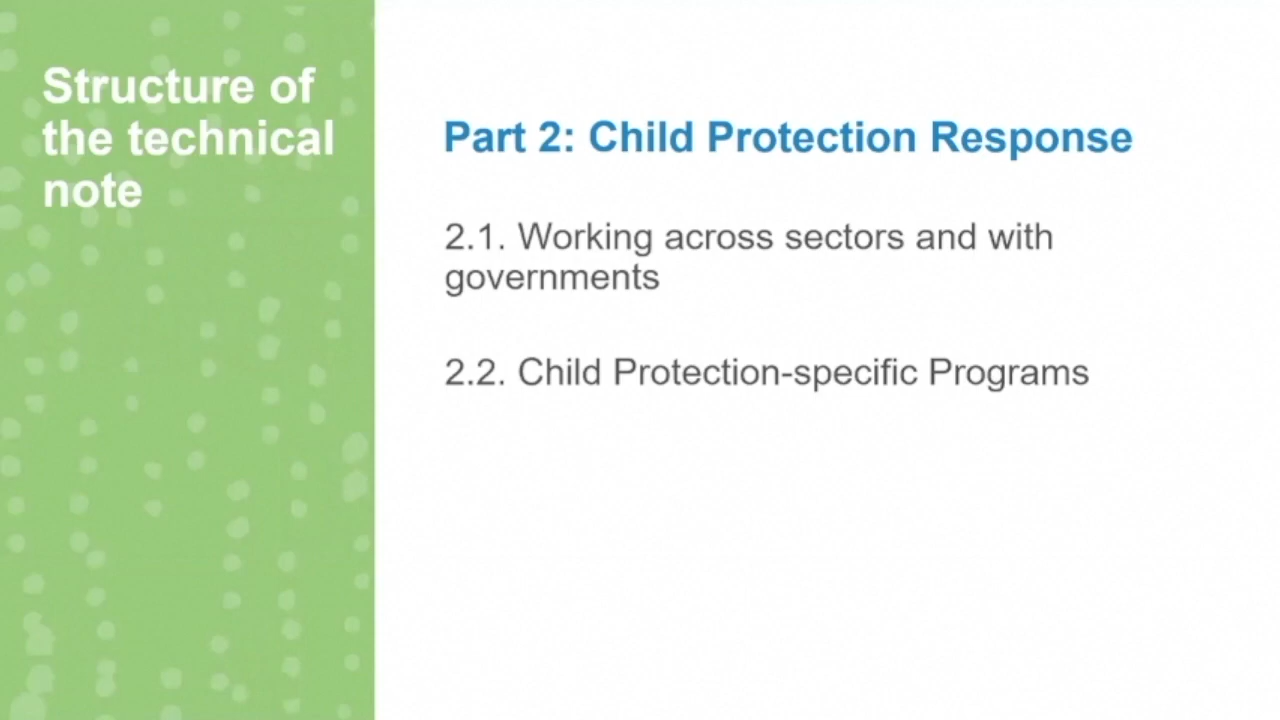 Structure of
the technical
note
Part 2: Child Protection Response
2.1. Working across sectors and with
governments
2.2. Child Protection-specific Programs